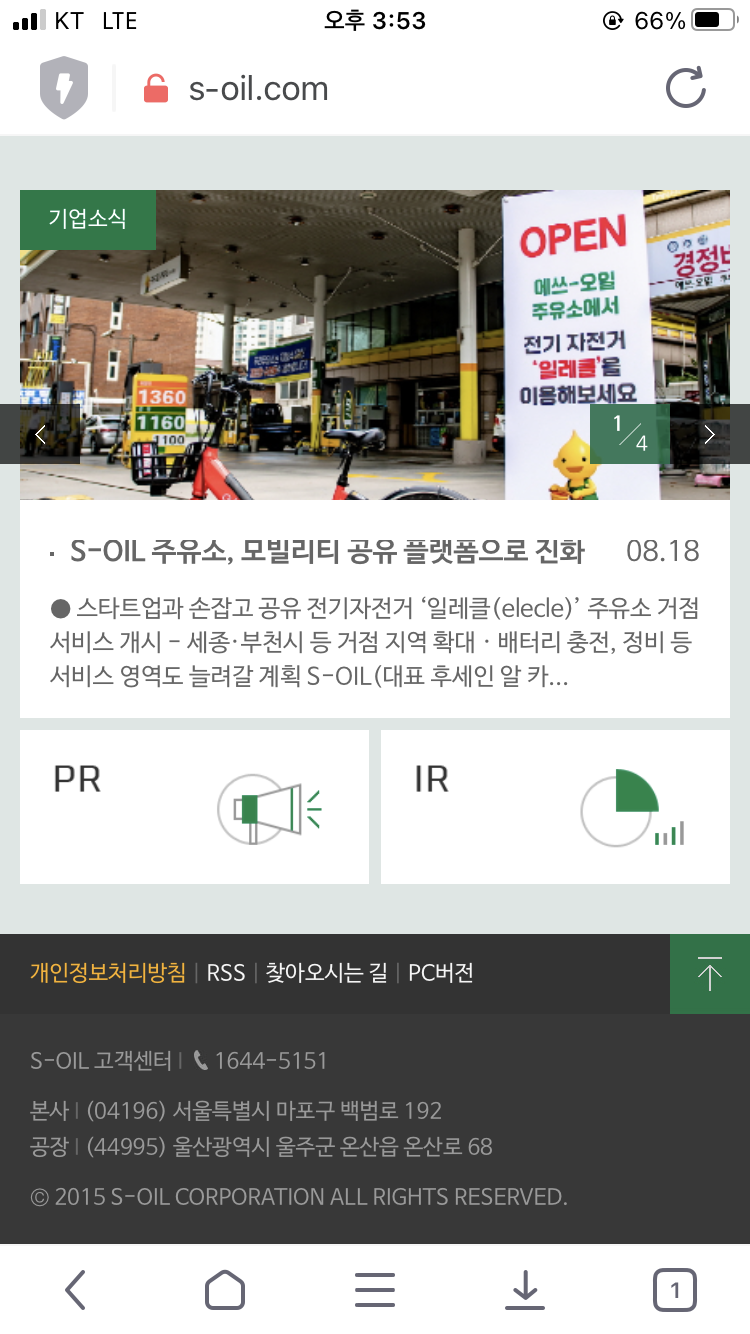 KT LTE 오후 3:53 66%
s-oil.com
기업소식
OPEN
에쓰-오일
주유소에서
전기 자전거
'일레클'을
이용해보세요
경정비
1360
1160
1100
1/4
· S-OIL 주유소, 모빌리티 공유 플랫폼으로 진화 08.18
● 스타트업과 손잡고 공유 전기자전거 ‘일레클(elecle)’ 주유소 거점
서비스 개시 – 세종·부천시 등 거점 지역 확대 · 배터리 충전, 정비 등
서비스 영역도 늘려갈 계획 S-OIL(대표 후세인 알 카...
PR IR
개인정보처리방침 | RSS | 찾아오시는 길 | PC버전
S-OIL 고객센터 | 1644-5151
본사 | (04196) 서울특별시 마포구 백범로 192
공장 | (44995) 울산광역시 울주군 온산읍 온산로 68
© 2015 S-OIL CORPORATION ALL RIGHTS RESERVED.
1